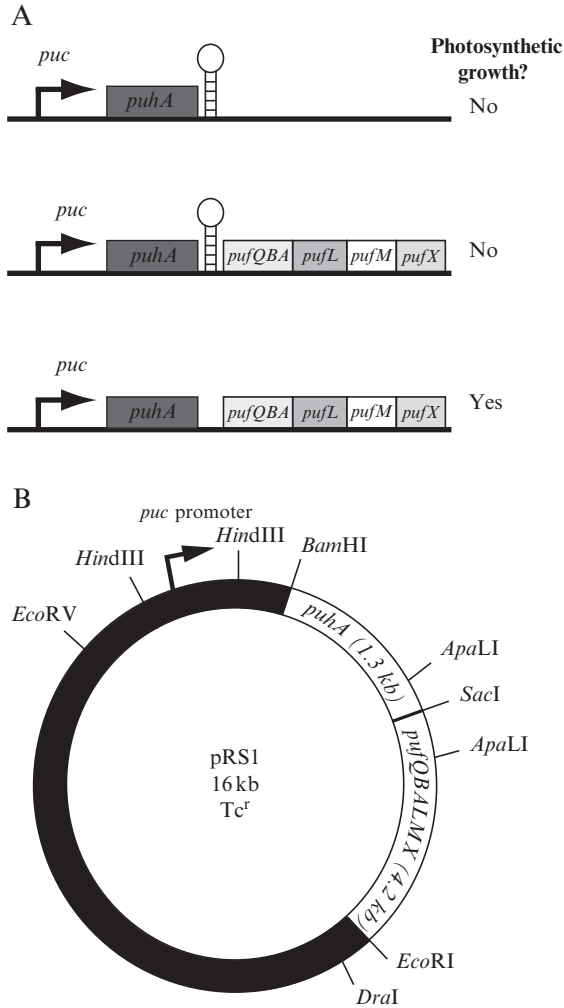 A
Photosynthetic
growth?
puc
puhA
No
puc
puhA
pufQBA
pufL
pufM
pufX
No
puc
puhA
pufQBA
pufL
pufM
pufX
Yes
B
puc promoter
HindIII
HindIII
BamHI
EcoRV
puhA (1.3 kb)
ApaLI
SacI
ApaLI
pufQBALMX (4.2 kb)
pRS1
16 kb
Tcr
EcoRI
DraI